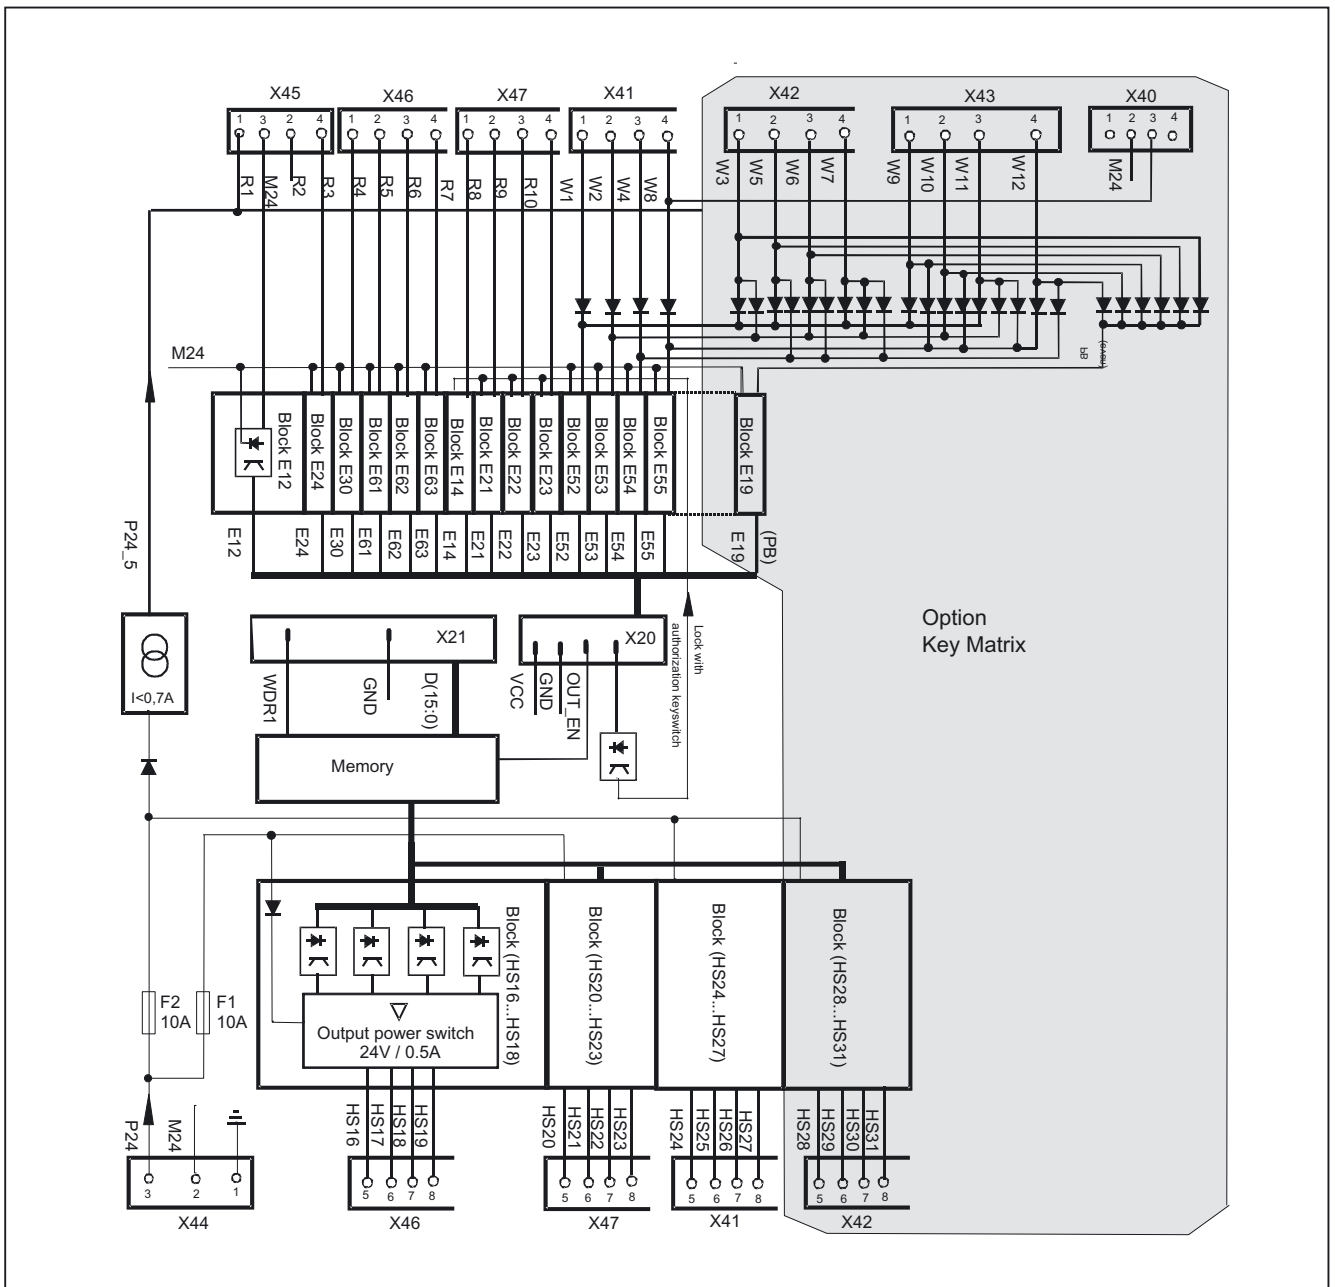 X45 X46 X47 X41 X42 X43 X40
1 3 2 4 1 2 3 4 1 2 3 4 1 2 3 4 1 2 3 4 1 2 3 4 1 2 3 4
R1
M24
R2
R3
R4
R5
R6
R7
R8
R9
R10
W1
W2
W4
W8
W3
W5
W6
W7
W9
W10
W11
W12
M24
M24
PB
Block E12
Block E24
Block E30
Block E61
Block E62
Block E63
Block E14
Block E21
Block E22
Block E23
Block E52
Block E53
Block E54
Block E55
Block E19
P24_5
E12
E24
E30
E61
E62
E63
E14
E21
E22
E23
E52
E53
E54
E55
E19
(PB)
Option
Key Matrix
X21
X20
I<0,7A
WDR1
GND
D(15:0)
VCC
GND
OUT_EN
Lock with
authorization keyswitch
Memory
F2
10A
F1
10A
Output power switch
24V / 0.5A
Block (HS16...HS18)
Block (HS20...HS23)
Block (HS24...HS27)
Block (HS28...HS31)
P24
M24
HS16
HS17
HS18
HS19
HS20
HS21
HS22
HS23
HS24
HS25
HS26
HS27
HS28
HS29
HS30
HS31
3 2 1 5 6 7 8 5 6 7 8 5 6 7 8 5 6 7 8
X44 X46 X47 X41 X42